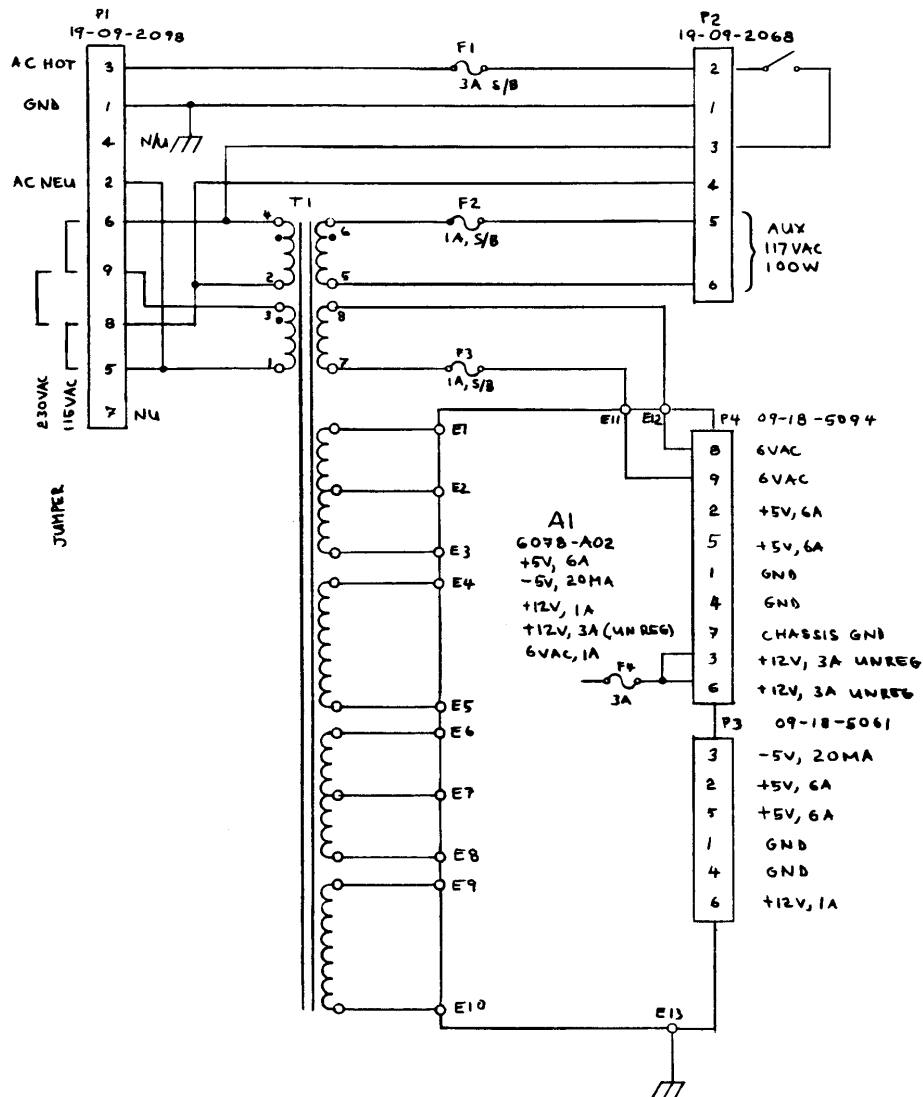 P1
19-09-2098
AC HOT 3
GND 1
4 N/U
AC NEU 2
6
9
8
5
7 NU
230VAC
115VAC
JUMPER
F1
3A S/B
P2
19-09-2068
2
1
3
4
5
6
AUX
117VAC
100W
T1
4
2
3
1
6
5
8
7
F2
1A, S/B
F3
1A, S/B
E11
E12
E1
E2
E3
E4
E5
E6
E7
E8
E9
E10
E13
A1
6078-A02
+5V, 6A
-5V, 20MA
+12V, 1A
+12V, 3A (UNREG)
6VAC, 1A
F4
3A
P4 09-18-5094
8 6VAC
9 6VAC
2 +5V, 6A
5 +5V, 6A
1 GND
4 GND
7 CHASSIS GND
3 +12V, 3A UNREG
6 +12V, 3A UNREG
P3 09-18-5061
3 -5V, 20MA
2 +5V, 6A
5 +5V, 6A
1 GND
4 GND
6 +12V, 1A